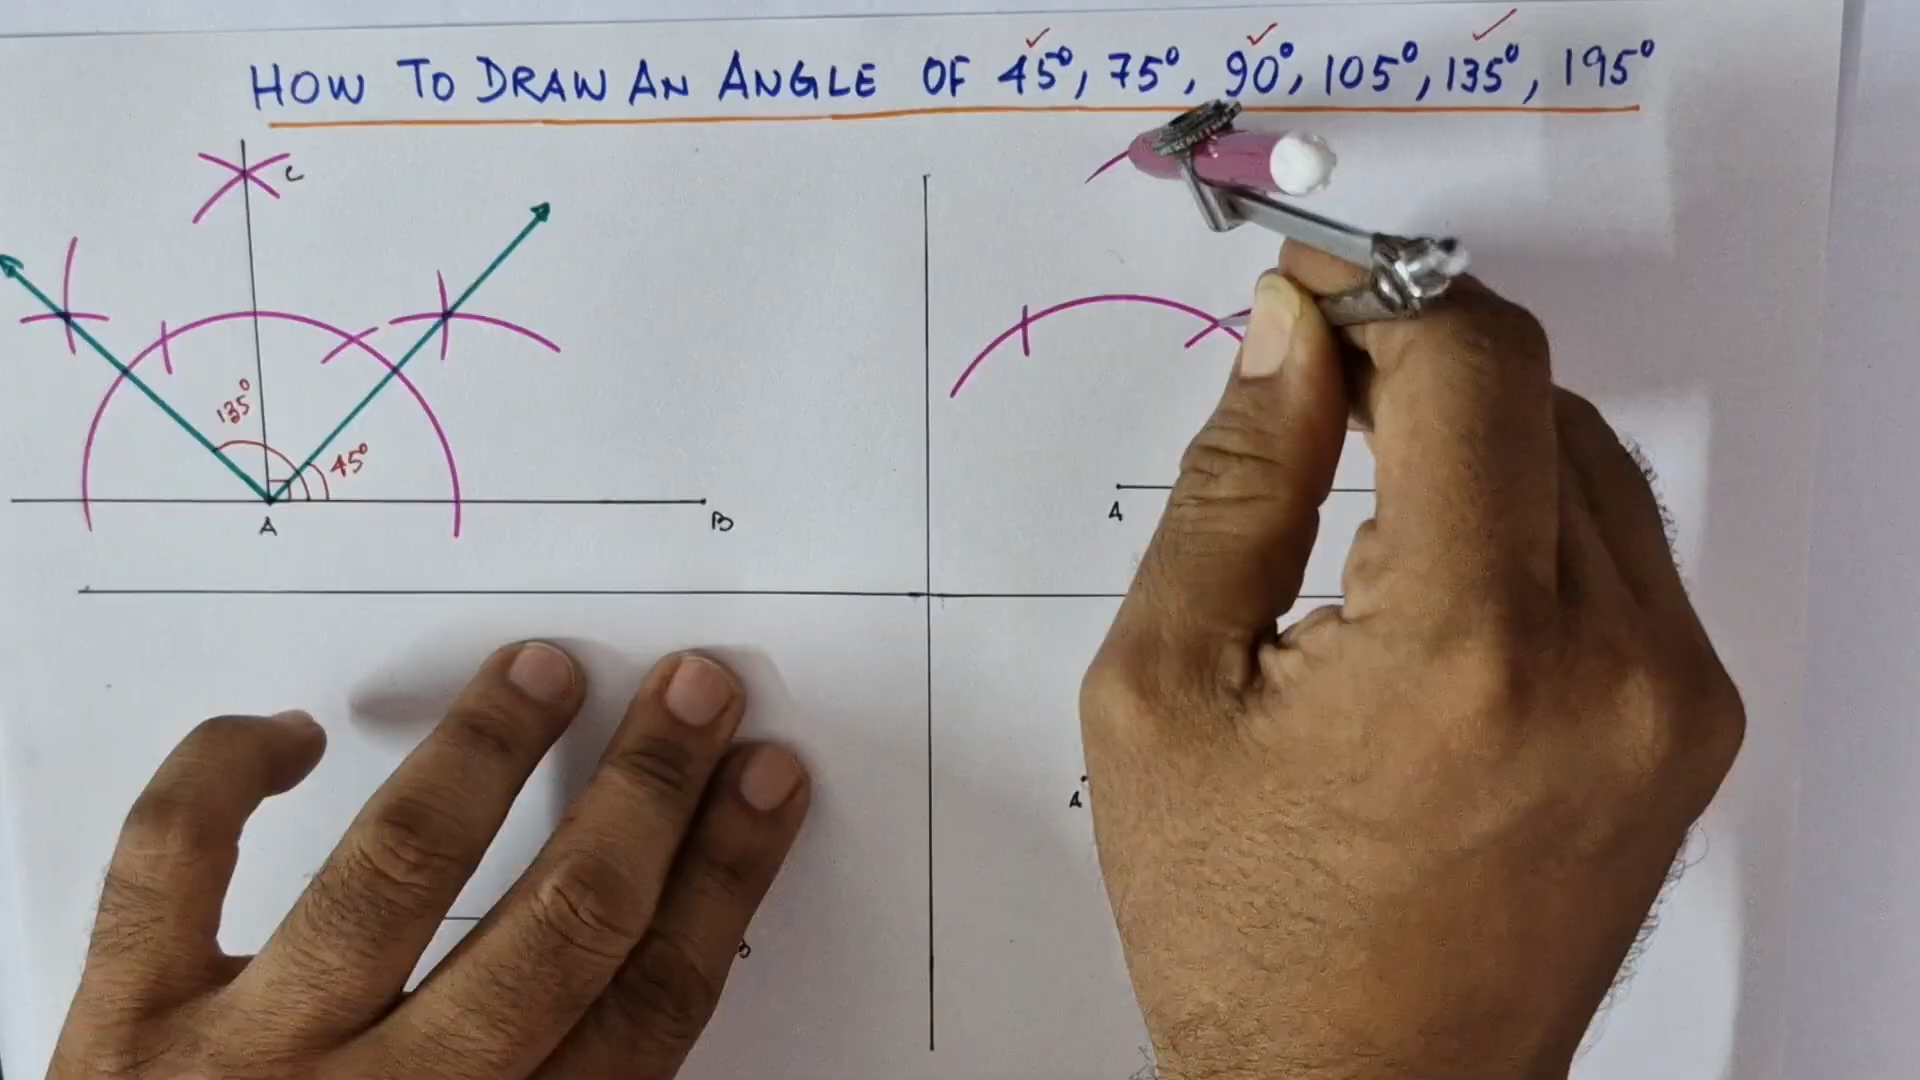 HOW TO DRAW AN ANGLE OF 45°, 75°, 90°, 105°, 135°, 195°
C
135°
45°
A
B
A
A
B